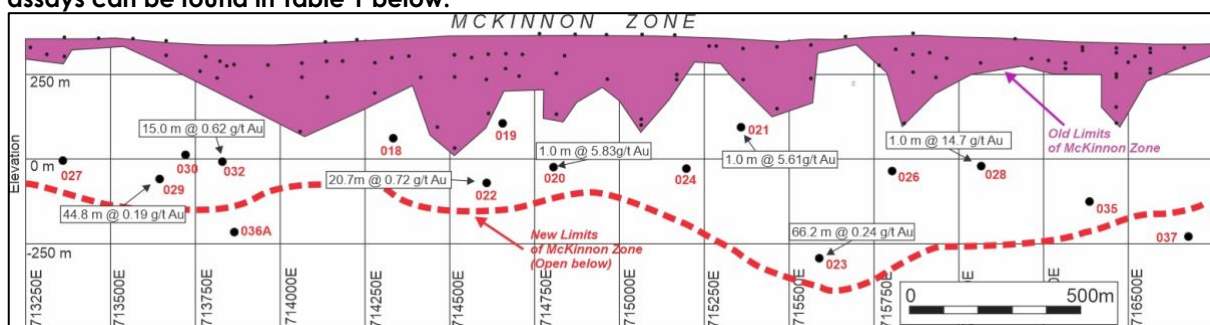 assays can be found in Table 1 below.
MCKINNON ZONE
Elevation
250 m
0 m
-250 m
15.0 m @ 0.62 g/t Au
019
021
018
1.0 m @ 5.83g/t Au
1.0 m @ 5.61g/t Au
1.0 m @ 14.7 g/t Au
Old Limits
of McKinnon Zone
027
030
032
029
20.7m @ 0.72 g/t Au
022
020
024
026
028
44.8 m @ 0.19 g/t Au
036A
New Limits
of McKinnon Zone
(Open below)
66.2 m @ 0.24 g/t Au
023
035
037
713250E
713500E
713750E
714000E
714250E
714500E
714750E
715000E
715250E
715500E
715750E
716500E
0 500m